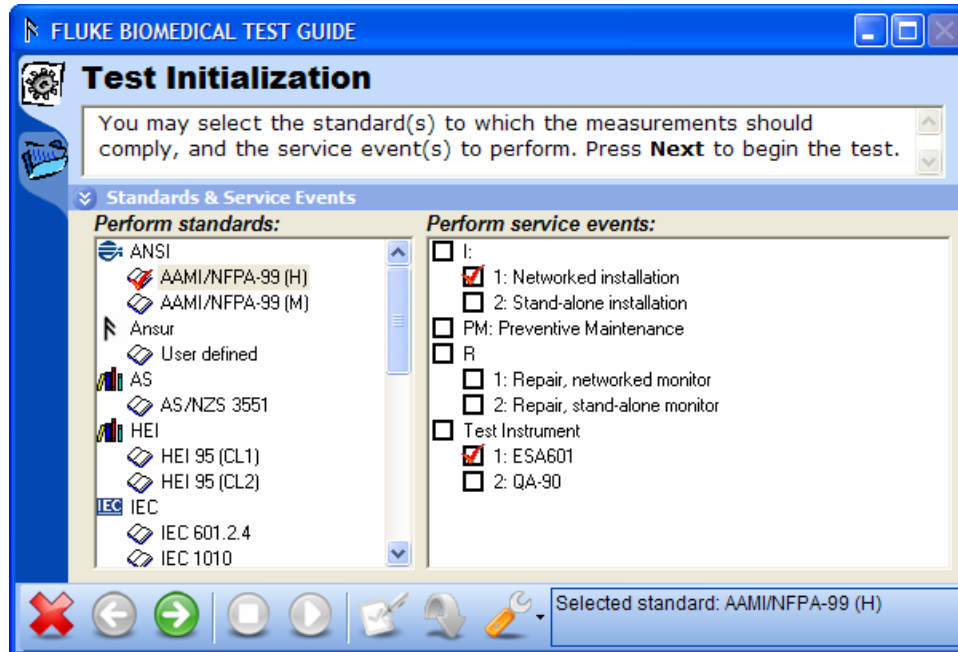 FLUKE BIOMEDICAL TEST GUIDE
Test Initialization
You may select the standard(s) to which the measurements should
comply, and the service event(s) to perform. Press Next to begin the test.
Standards & Service Events
Perform standards:
ANSI
AAMI/NFPA-99 (H)
AAMI/NFPA-99 (M)
Ansur
User defined
AS
AS/NZS 3551
HEI
HEI 95 (CL1)
HEI 95 (CL2)
IEC IEC
IEC 601.2.4
IEC 1010
Perform service events:
I:
1: Networked installation
2: Stand-alone installation
PM: Preventive Maintenance
R
1: Repair, networked monitor
2: Repair, stand-alone monitor
Test Instrument
1: ESA601
2: QA-90
Selected standard: AAMI/NFPA-99 (H)